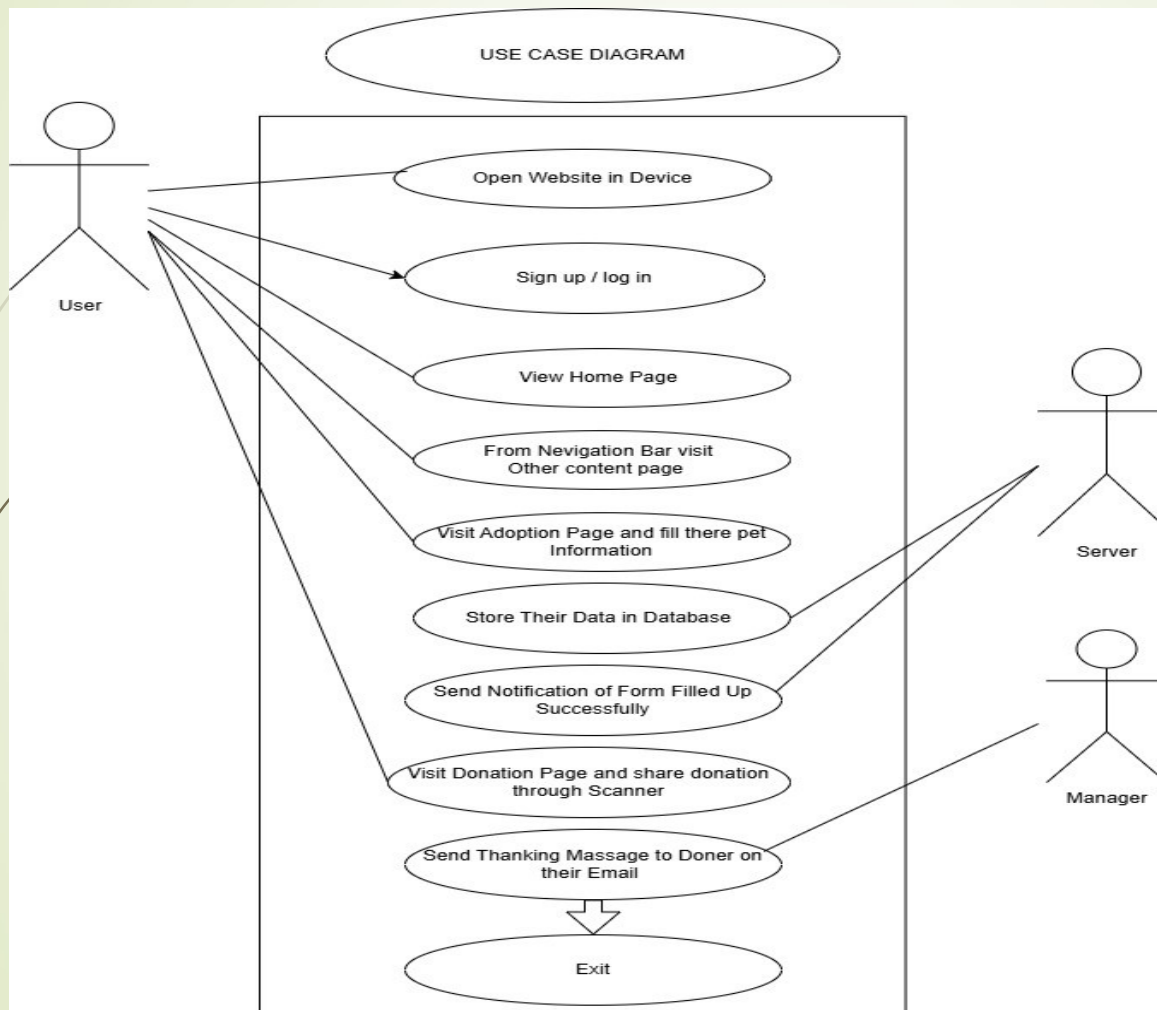 USE CASE DIAGRAM
Open Website in Device
Sign up / log in
User
View Home Page
From Nevigation Bar visit
Other content page
Visit Adoption Page and fill there pet
Information
Server
Store Their Data in Database
Send Notification of Form Filled Up
Successfully
Visit Donation Page and share donation
through Scanner
Manager
Send Thanking Massage to Doner on
their Email
Exit